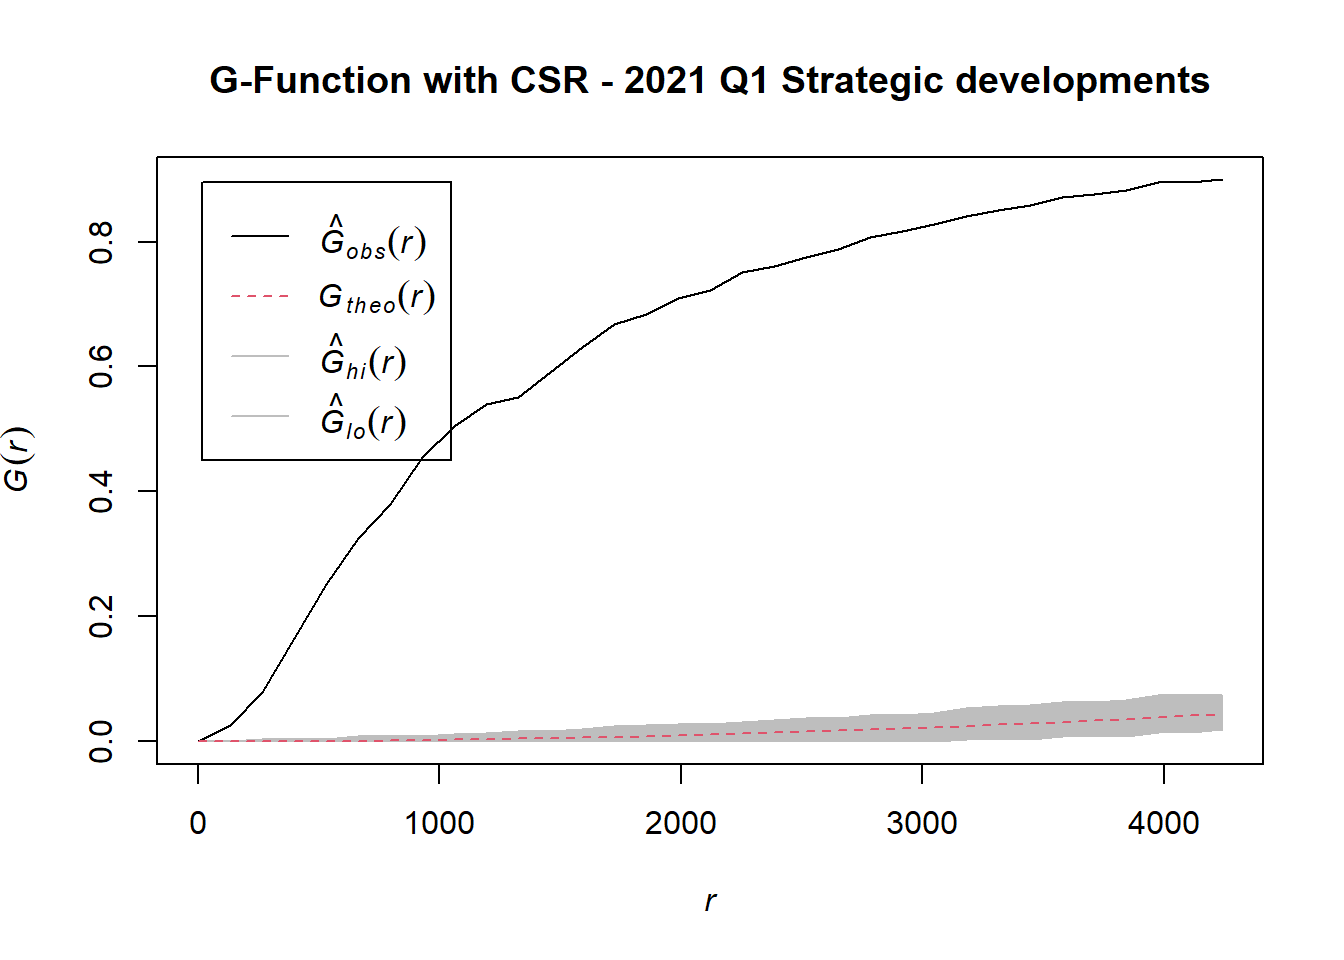 G-Function with CSR - 2021 Q1 Strategic developments
Ĝobs(r)
Gtheo(r)
Ĝhi(r)
Ĝlo(r)
G(r)
0.8
0.6
0.4
0.2
0.0
0 1000 2000 3000 4000
r